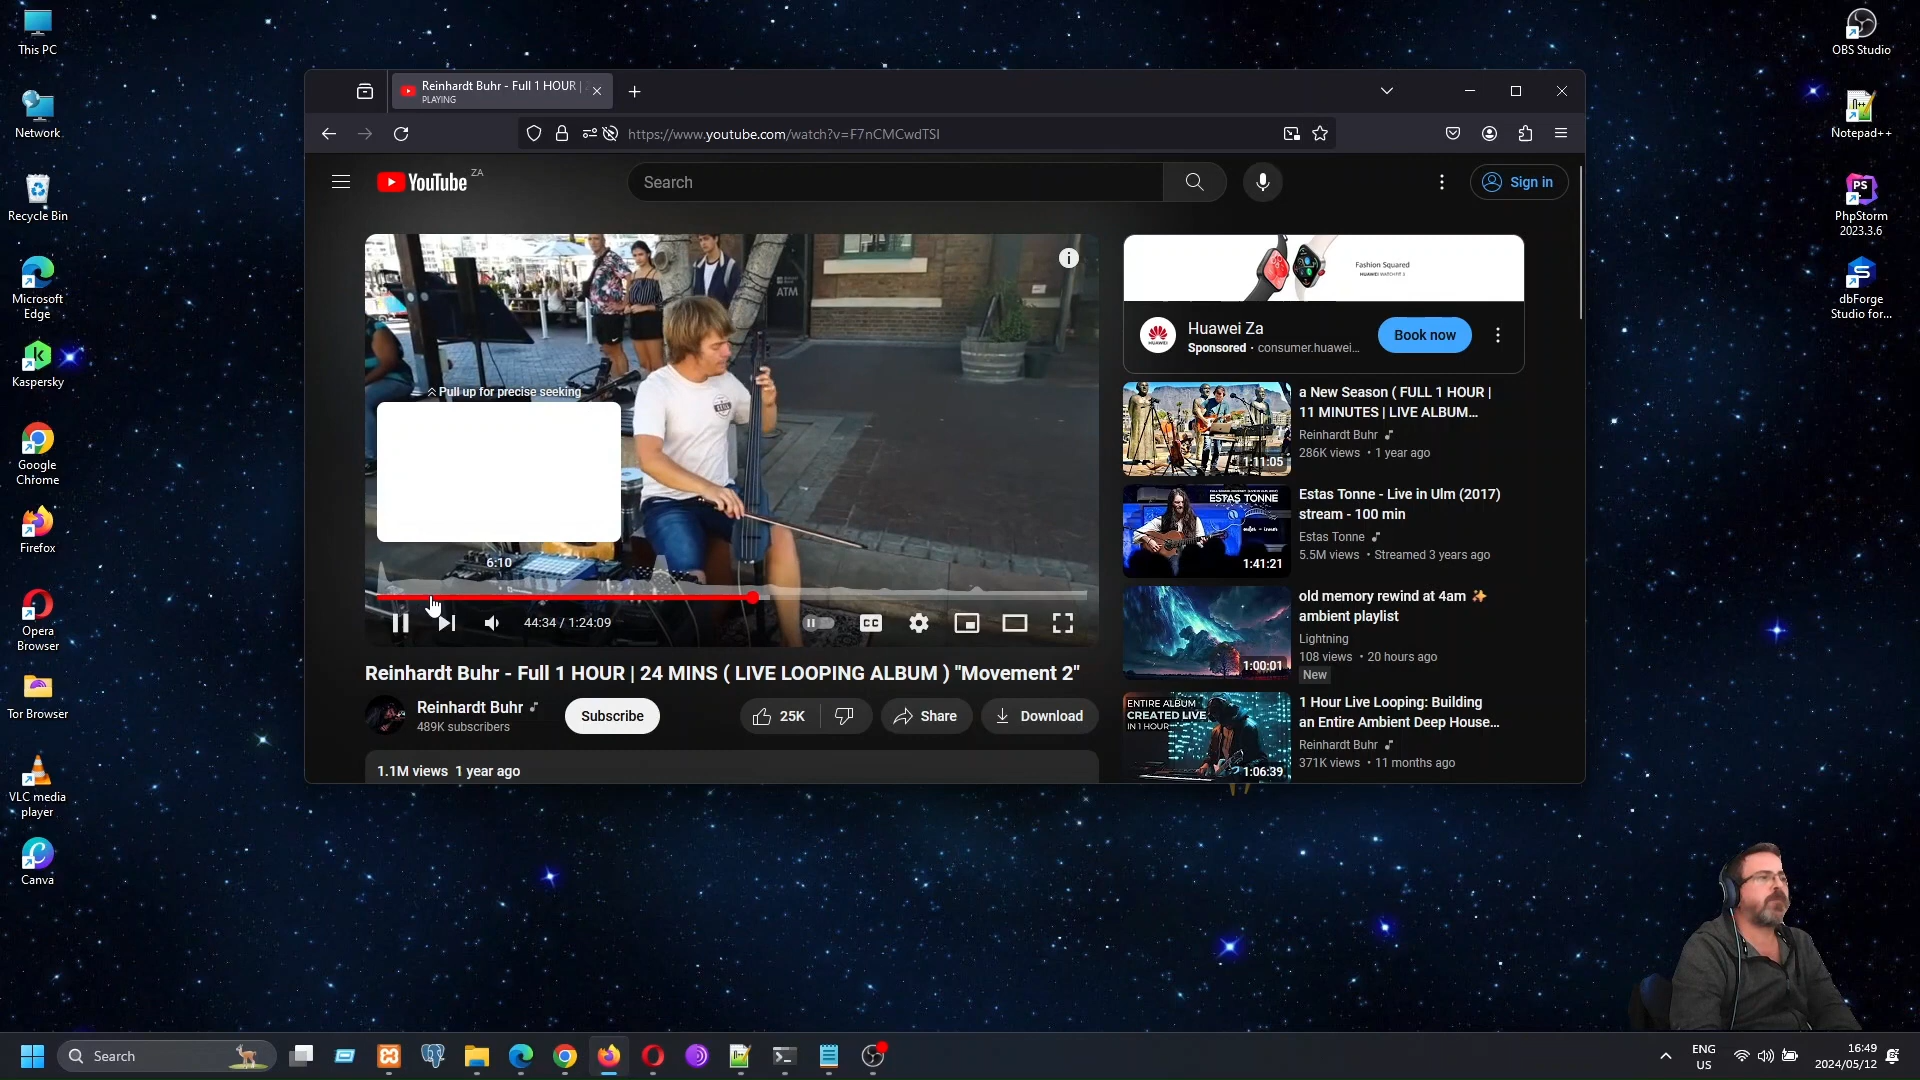 This PC
Network
Recycle Bin
Microsoft
Edge
Kaspersky
Google
Chrome
Firefox
Opera
Browser
Tor Browser
VLC media
player
Canva
OBS Studio
Notepad++
PhpStorm
2023.3.6
dbForge
Studio for...
Reinhardt Buhr - Full 1 HOUR |
PLAYING
https://www.youtube.com/watch?v=F7nCMCwdTSI
YouTube ZA
Search
Sign in
ATM
Pull up for precise seeking
6:10
44:34 / 1:24:09
CC
Reinhardt Buhr - Full 1 HOUR | 24 MINS ( LIVE LOOPING ALBUM ) "Movement 2"
Reinhardt Buhr
489K subscribers
Subscribe
25K
Share
Download
1.1M views 1 year ago
Fashion Squared
Huawei Za
Sponsored · consumer.huawei...
Book now
a New Season ( FULL 1 HOUR |
11 MINUTES | LIVE ALBUM...
Reinhardt Buhr
286K views • 1 year ago
1:11:05
ESTAS TONNE
Estas Tonne - Live in Ulm (2017)
stream - 100 min
Estas Tonne
5.5M views • Streamed 3 years ago
1:41:21
old memory rewind at 4am ✨
ambient playlist
Lightning
108 views • 20 hours ago
New
1:00:01
ENTIRE ALBUM
CREATED LIVE
IN 1 HOUR
1 Hour Live Looping: Building
an Entire Ambient Deep House...
Reinhardt Buhr
371K views • 11 months ago
1:06:39
Search
ENG
US
16:49
2024/05/12